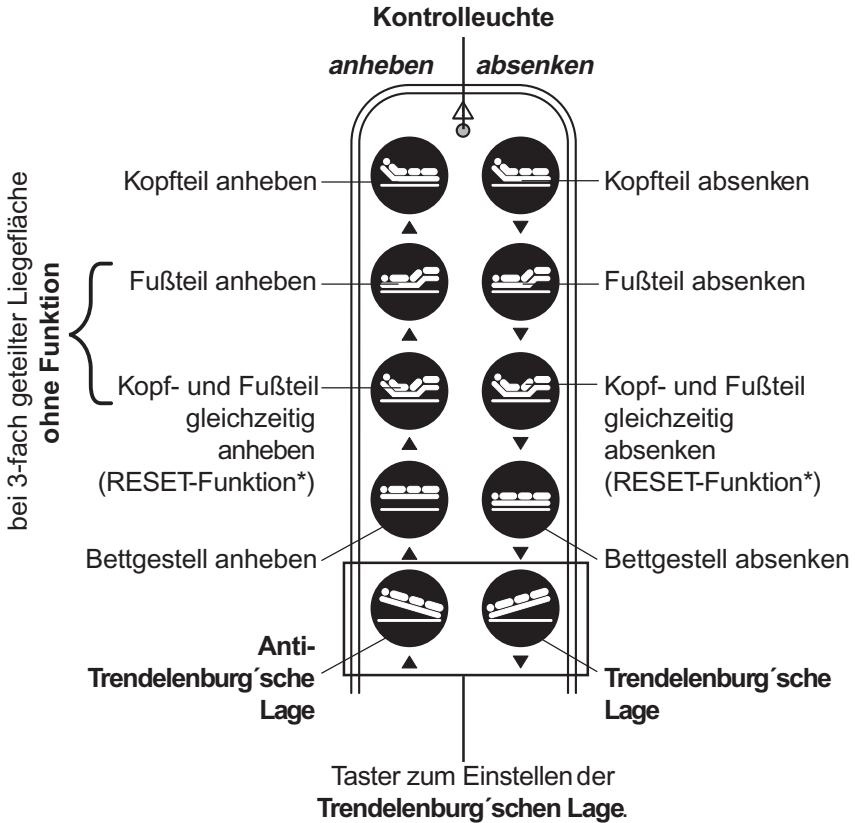 Kontrolleuchte
anheben absenken
Kopfteil anheben
Kopfteil absenken
bei 3-fach geteilter Liegefläche
ohne Funktion
Fußteil anheben
Fußteil absenken
Kopf- und Fußteil
gleichzeitig
anheben
(RESET-Funktion*)
Kopf- und Fußteil
gleichzeitig
absenken
(RESET-Funktion*)
Bettgestell anheben
Bettgestell absenken
Anti-
Trendelenburg´sche
Lage
Trendelenburg´sche
Lage
Taster zum Einstellen der
Trendelenburg´schen Lage.